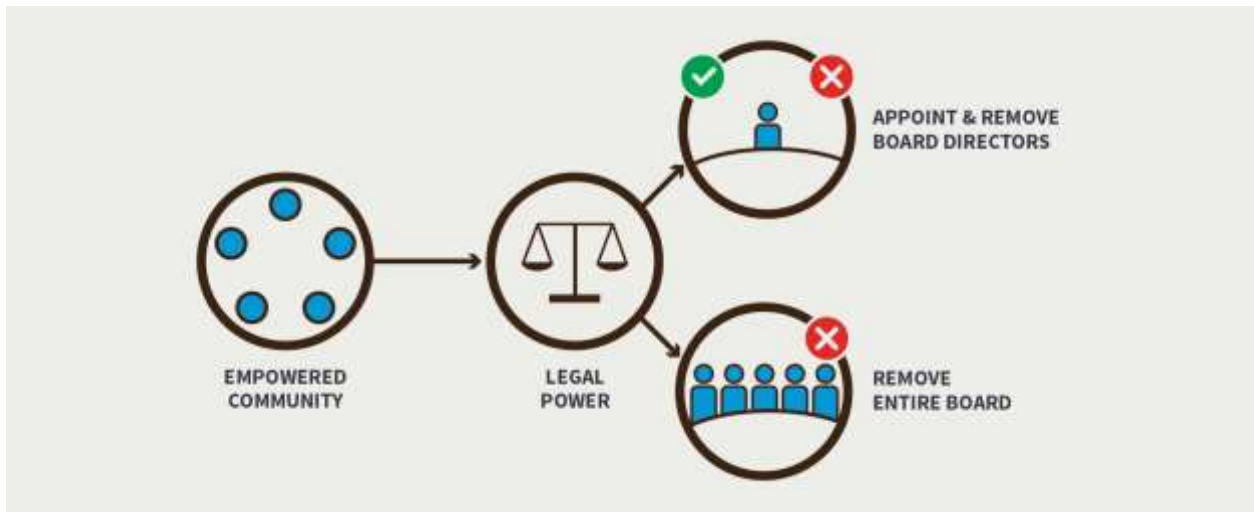 APPOINT & REMOVE
BOARD DIRECTORS
EMPOWERED
COMMUNITY
LEGAL
POWER
REMOVE
ENTIRE BOARD